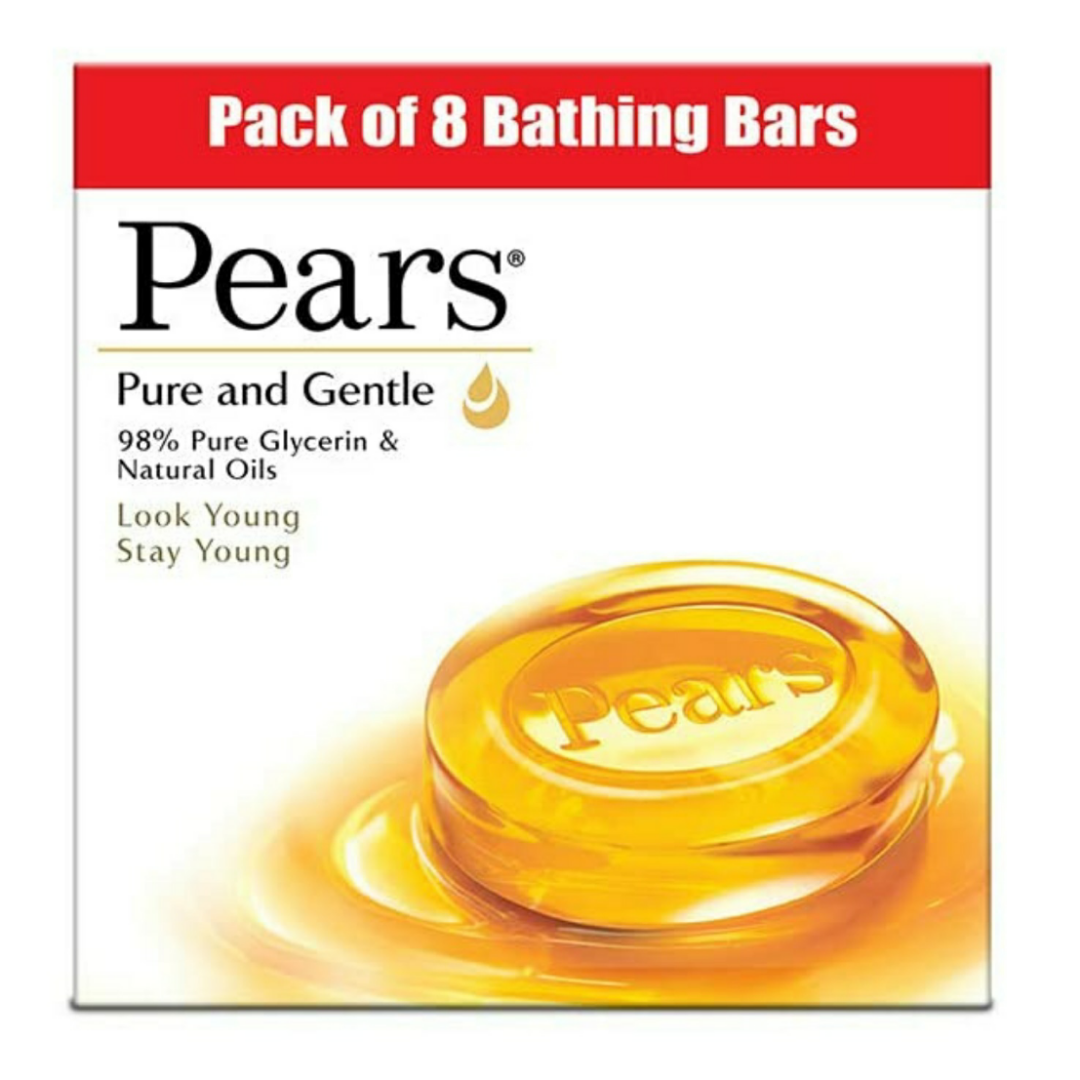 Pack of 8 Bathing Bars
Pears®
Pure and Gentle
98% Pure Glycerin &
Natural Oils
Look Young
Stay Young
Pears